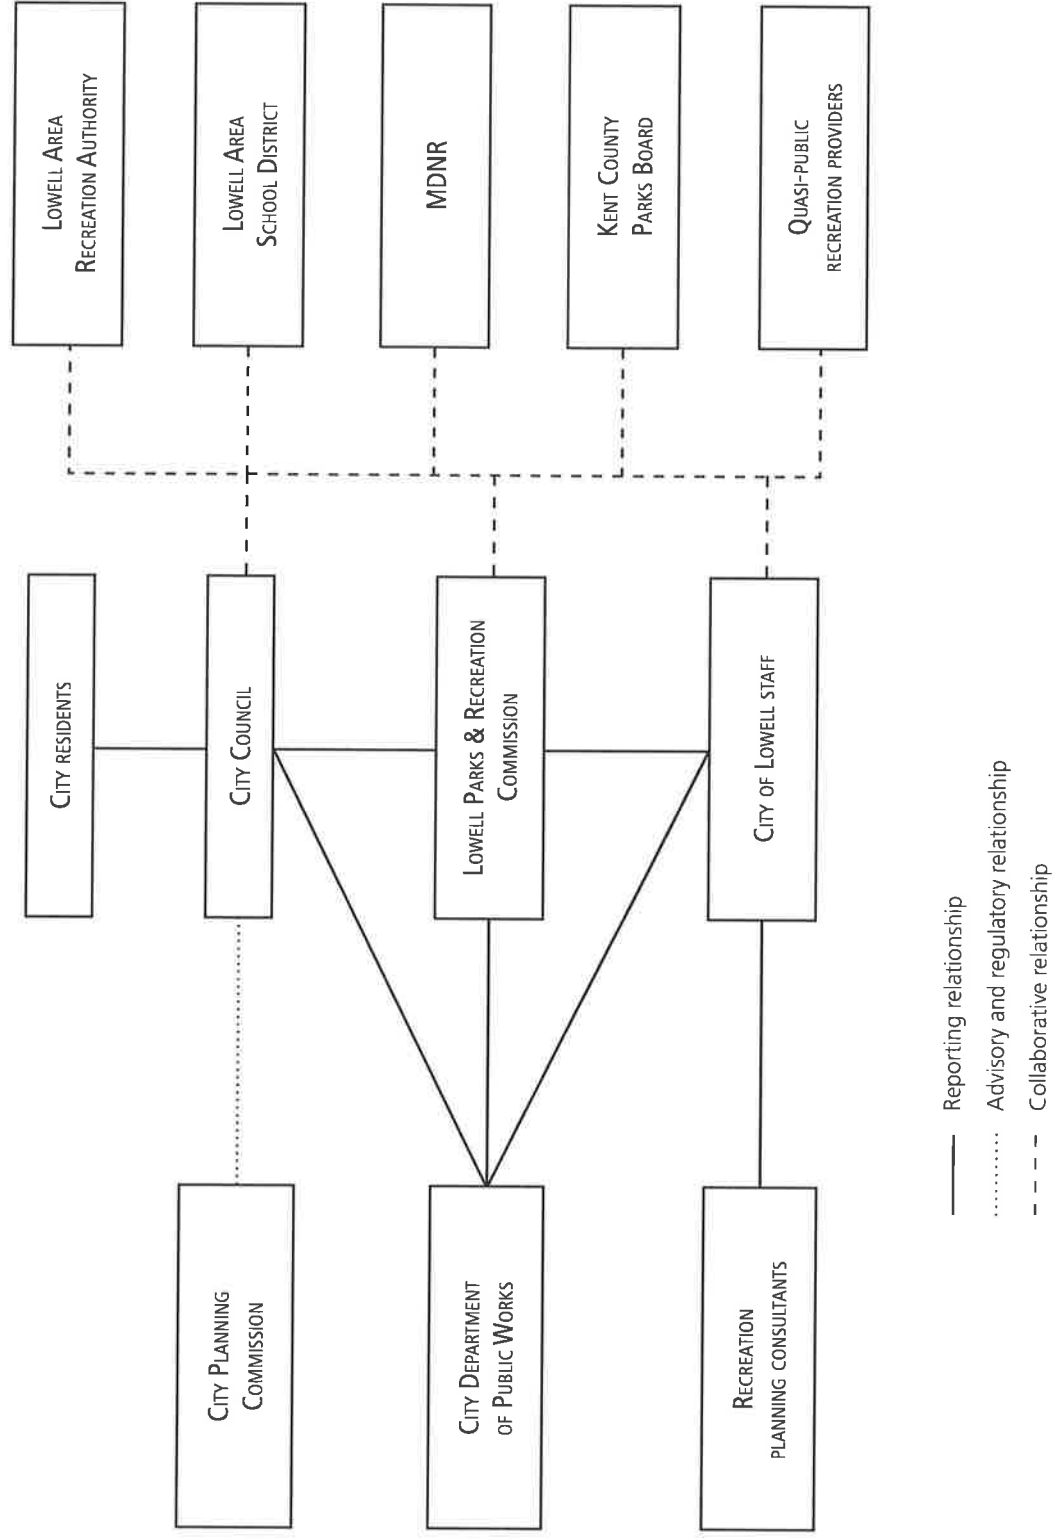 City Planning
Commission
City Department
of Public Works
Recreation
planning consultants
City residents
City Council
Lowell Parks & Recreation
Commission
City of Lowell staff
Lowell Area
Recreation Authority
Lowell Area
School District
MDNR
Kent County
Parks Board
Quasi-public
recreation providers
Reporting relationship
Advisory and regulatory relationship
Collaborative relationship